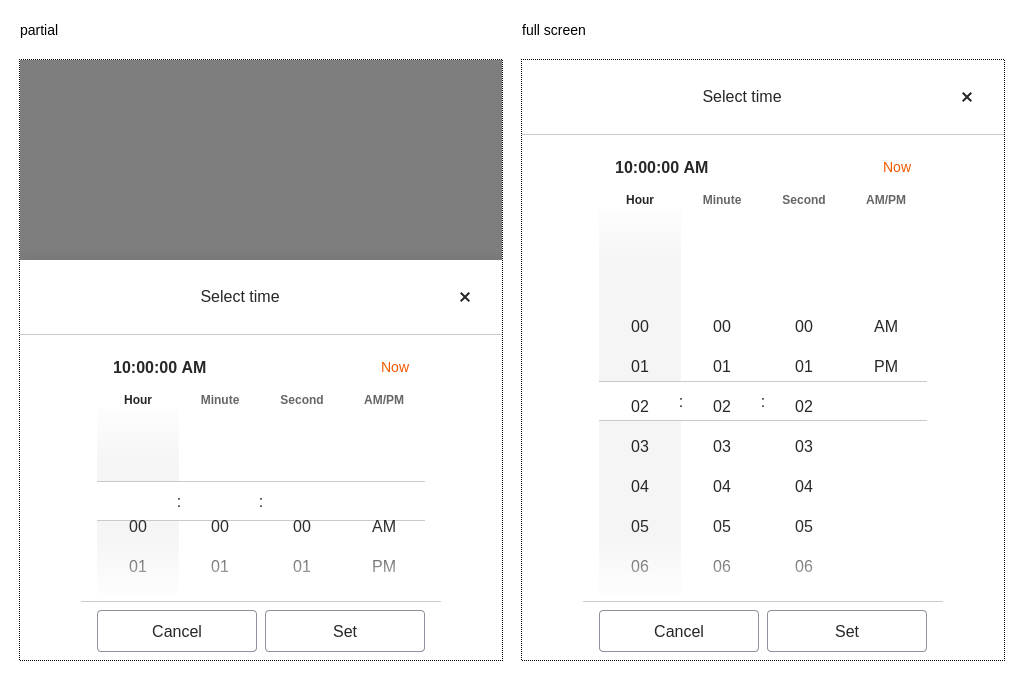 partial
Select time ×
10:00:00 AM Now
Hour Minute Second AM/PM
: :
00 00 00 AM
01 01 01 PM
Cancel Set
full screen
Select time ×
10:00:00 AM Now
Hour Minute Second AM/PM
00 00 00 AM
01 01 01 PM
02 : 02 : 02
03 03 03
04 04 04
05 05 05
06 06 06
Cancel Set